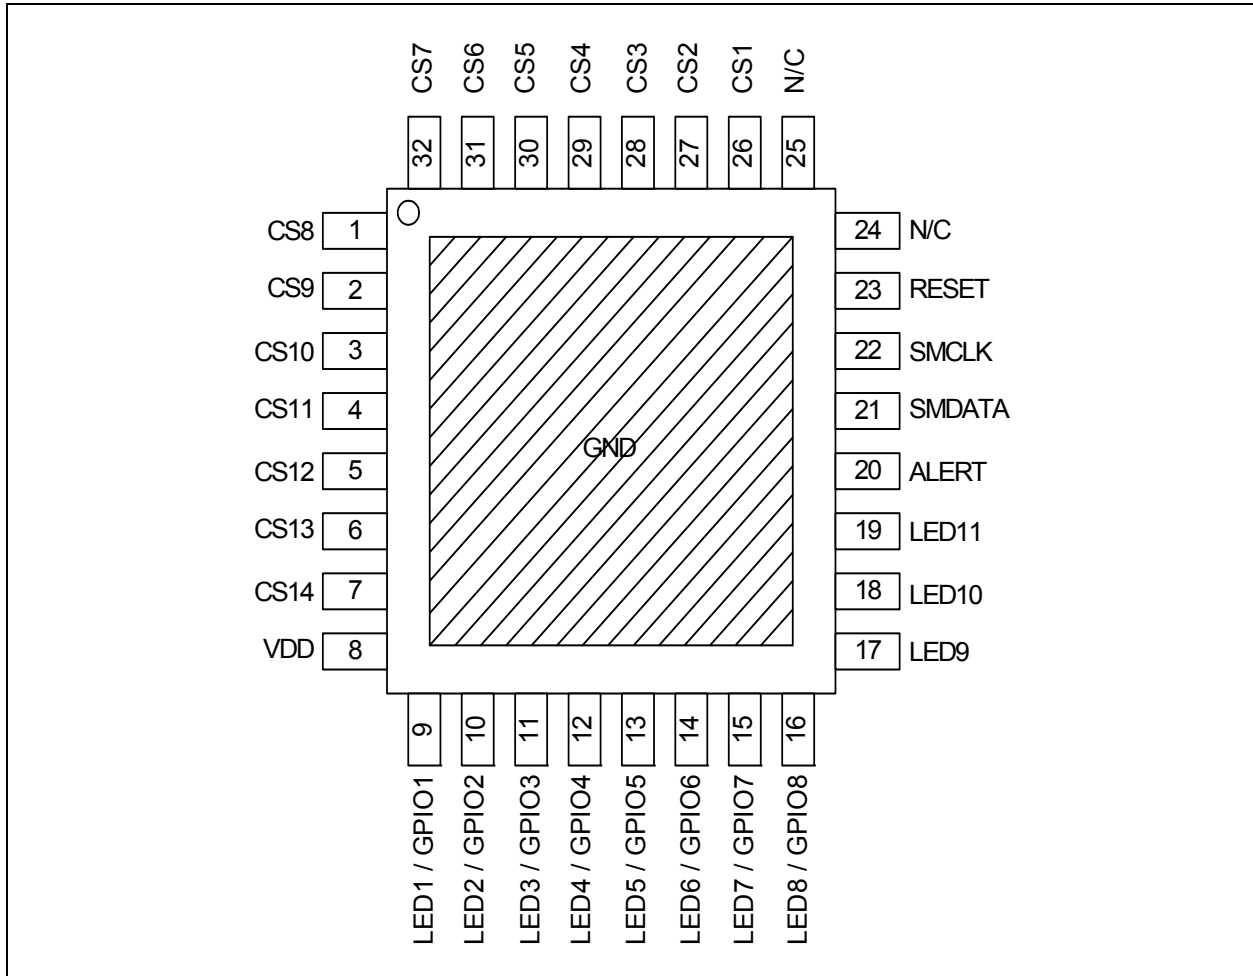 CS7 CS6 CS5 CS4 CS3 CS2 CS1 N/C
32 31 30 29 28 27 26 25
CS8 1 24 N/C
CS9 2 23 RESET
CS10 3 22 SMCLK
CS11 4 21 SMDATA
GND
CS12 5 20 ALERT
CS13 6 19 LED11
CS14 7 18 LED10
VDD 8 17 LED9
9 10 11 12 13 14 15 16
LED1 / GPIO1
LED2 / GPIO2
LED3 / GPIO3
LED4 / GPIO4
LED5 / GPIO5
LED6 / GPIO6
LED7 / GPIO7
LED8 / GPIO8